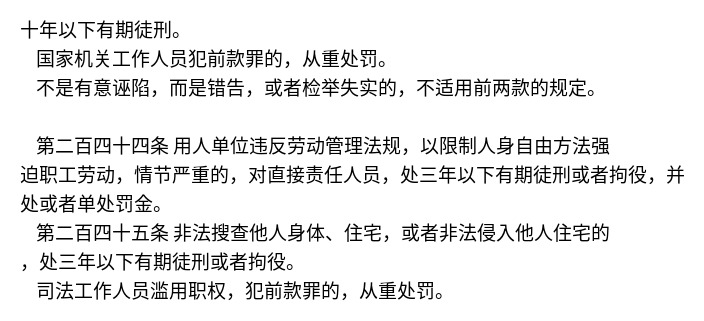 十年以下有期徒刑。
国家机关工作人员犯前款罪的，从重处罚。
不是有意诬陷，而是错告，或者检举失实的，不适用前两款的规定。
第二百四十四条 用人单位违反劳动管理法规，以限制人身自由方法强
迫职工劳动，情节严重的，对直接责任人员，处三年以下有期徒刑或者拘役，并
处或者单处罚金。
第二百四十五条 非法搜查他人身体、住宅，或者非法侵入他人住宅的
，处三年以下有期徒刑或者拘役。
司法工作人员滥用职权，犯前款罪的，从重处罚。